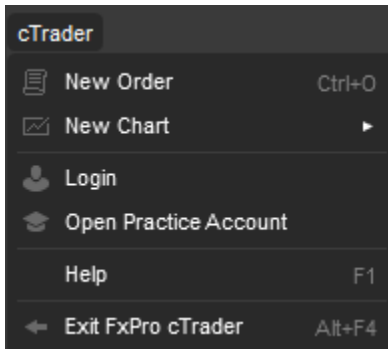 cTrader
New Order Ctrl+O
New Chart
Login
Open Practice Account
Help F1
Exit FxPro cTrader Alt+F4